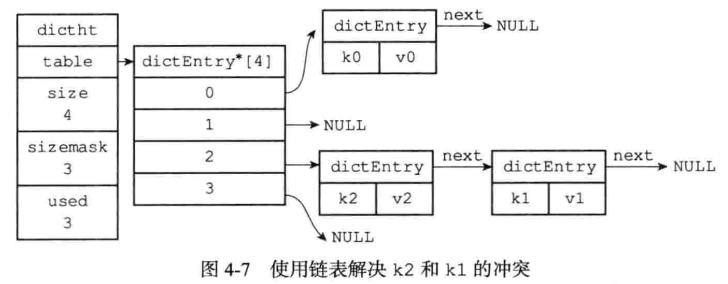 dictht
table
size
4
sizemask
3
used
3
dictEntry*[4]
0
1
2
3
dictEntry
k0 v0
next
NULL
NULL
dictEntry
k2 v2
next
dictEntry
k1 v1
next
NULL
NULL
图 4-7 使用链表解决 k2 和 k1 的冲突